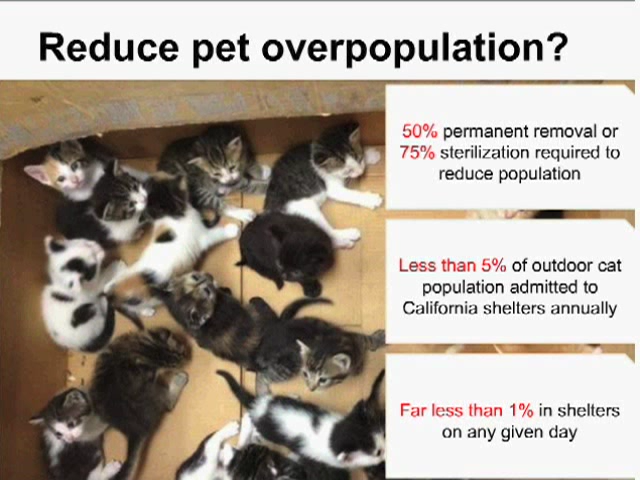 Reduce pet overpopulation?
50% permanent removal or
75% sterilization required to
reduce population
Less than 5% of outdoor cat
population admitted to
California shelters annually
Far less than 1% in shelters
on any given day